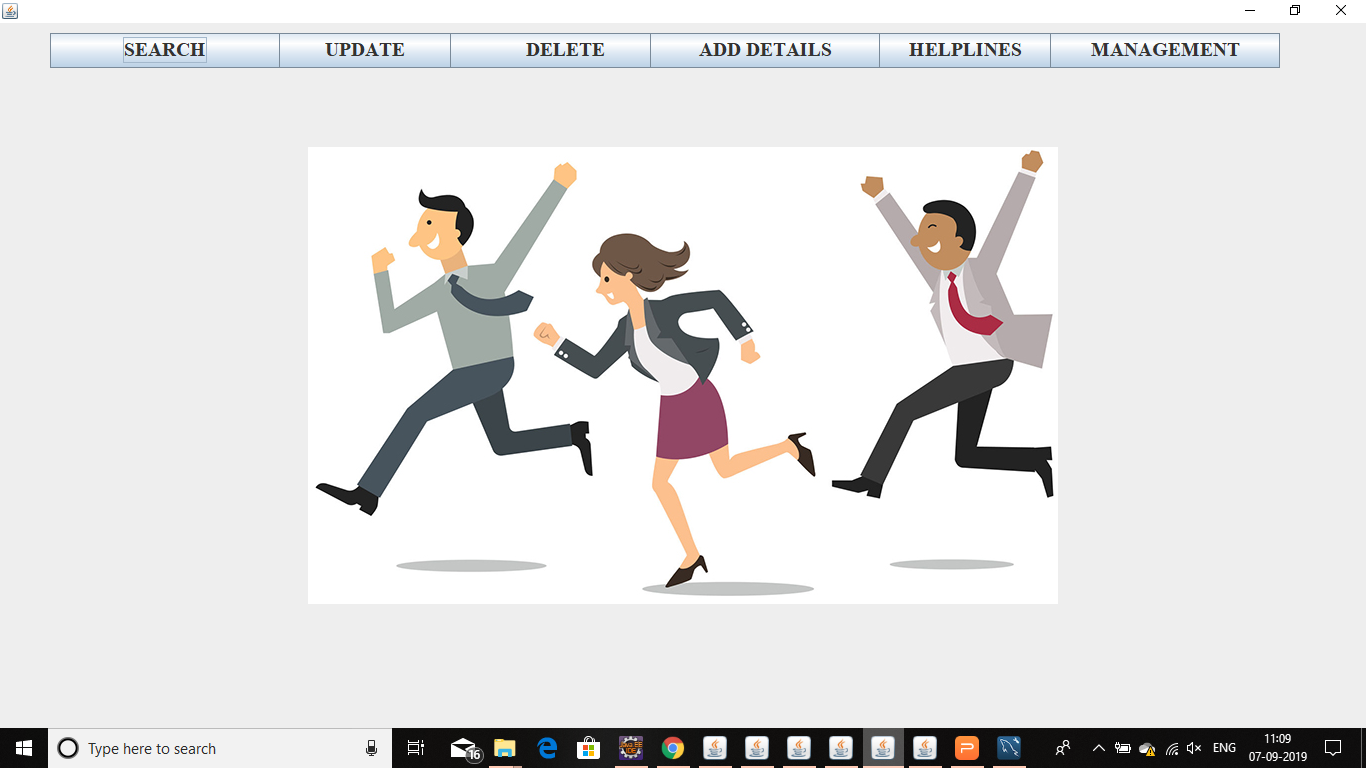 SEARCH UPDATE DELETE ADD DETAILS HELPLINES MANAGEMENT
Type here to search
16
ENG
11:09
07-09-2019